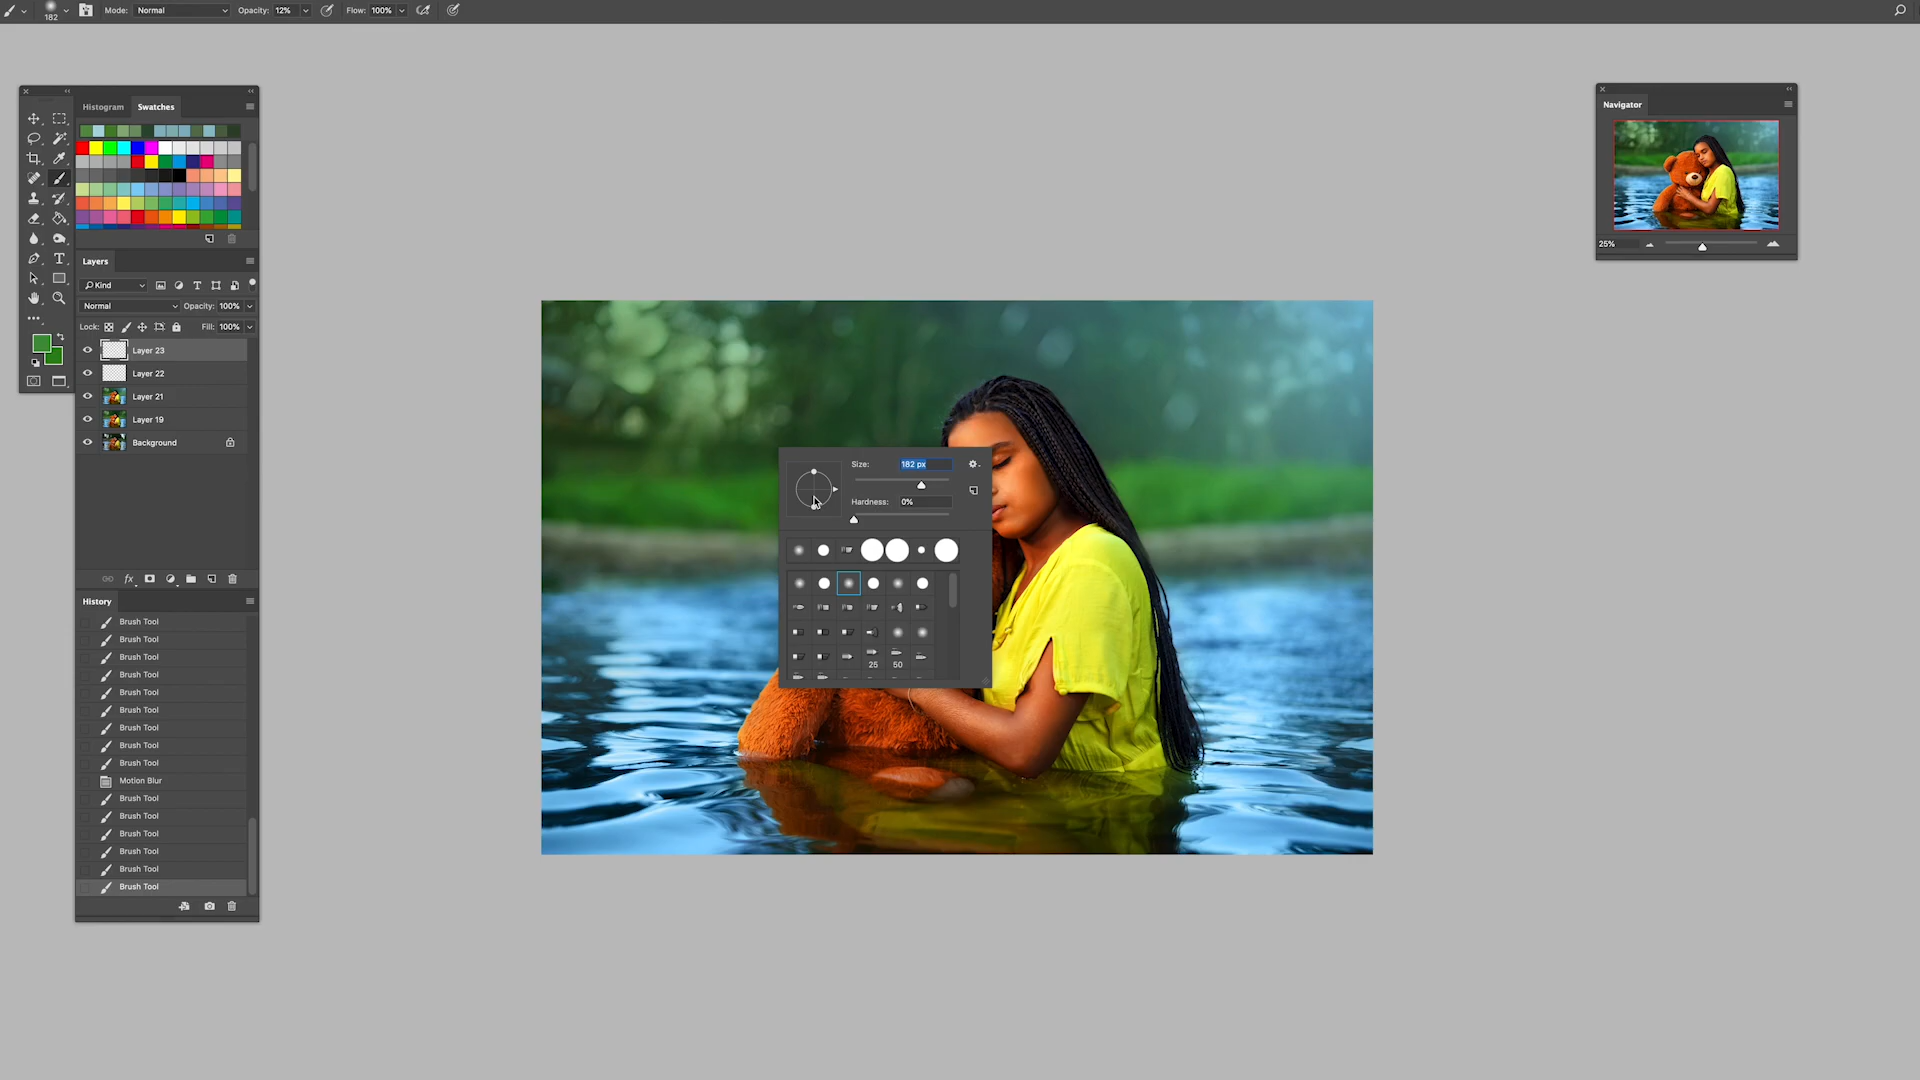 182
Mode: Normal
Opacity: 12%
Flow: 100%
Histogram
Swatches
Layers
Kind
Normal
Opacity: 100%
Lock:
Fill: 100%
Layer 23
Layer 22
Layer 21
Layer 19
Background
fx
History
Brush Tool
Brush Tool
Brush Tool
Brush Tool
Brush Tool
Brush Tool
Brush Tool
Brush Tool
Brush Tool
Motion Blur
Brush Tool
Brush Tool
Brush Tool
Brush Tool
Brush Tool
Brush Tool
Size: 182 px
Hardness: 0%
25
50
Navigator
25%